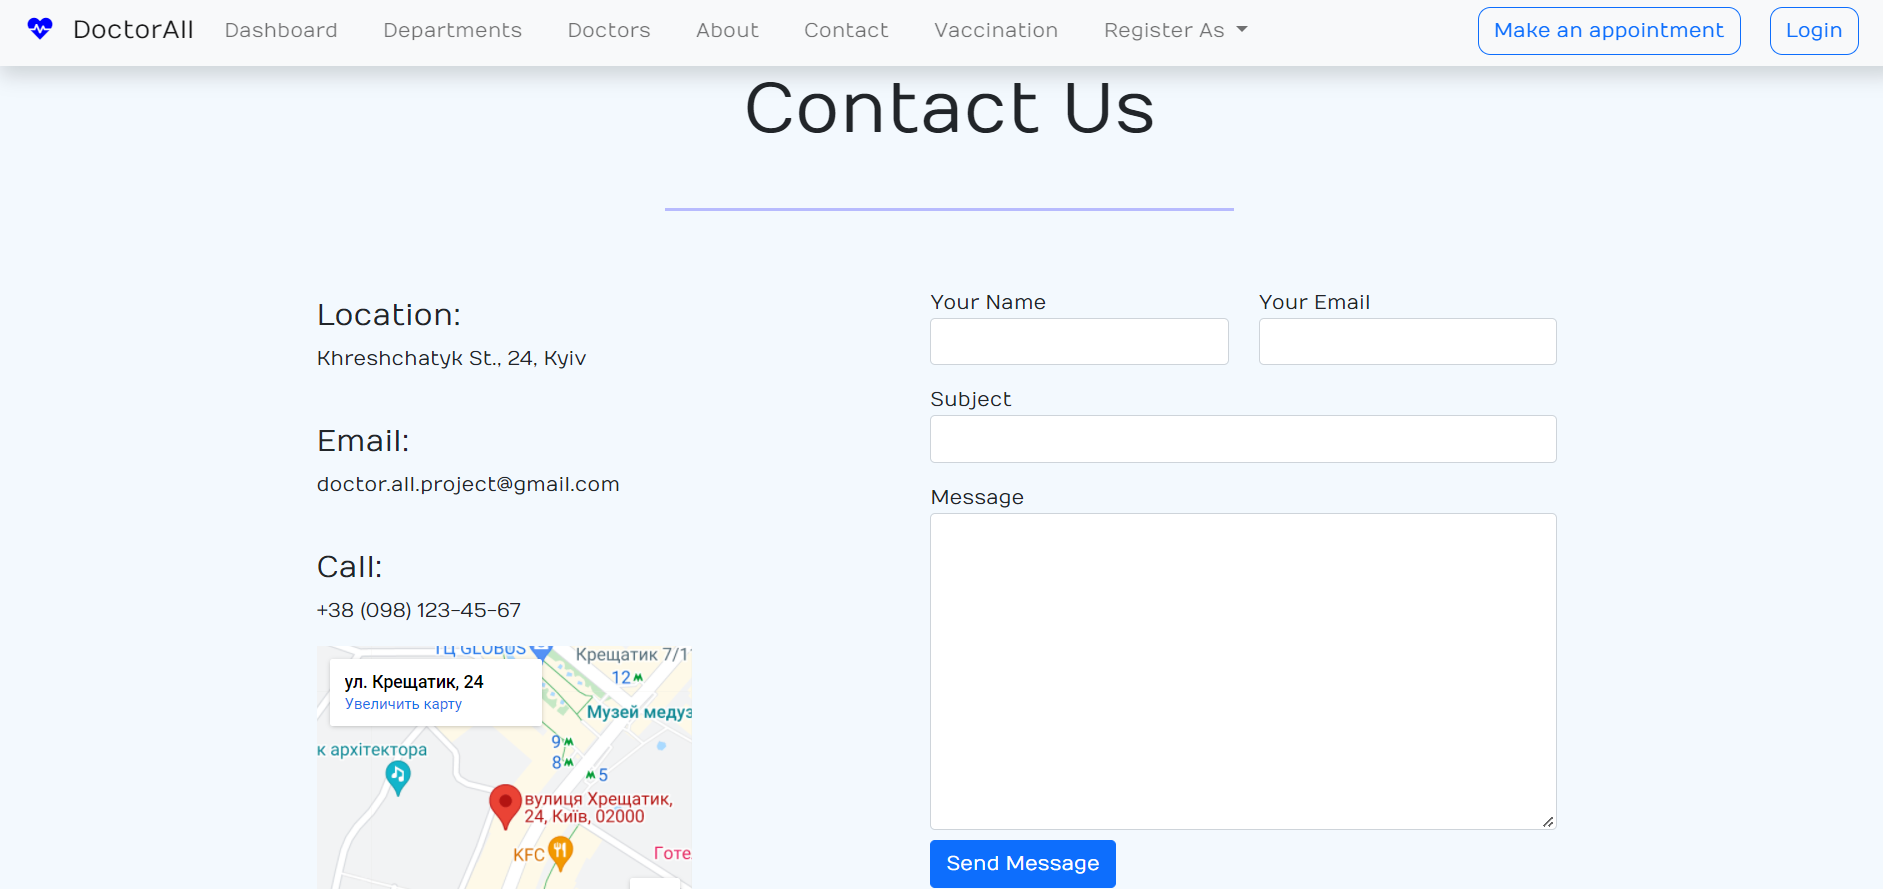 DoctorAll Dashboard Departments Doctors About Contact Vaccination Register As Make an appointment Login
Contact Us
Location:
Khreshchatyk St., 24, Kyiv
Email:
doctor.all.project@gmail.com
Call:
+38 (098) 123-45-67
Your Name
Your Email
Subject
Message
Send Message
ТЦ GLOBUS
Крещатик 7/1
12
ул. Крещатик, 24
Увеличить карту
Музей медуз
9
8
5
к архітектора
вулиця Хрещатик,
24, Київ, 02000
KFC
Готе